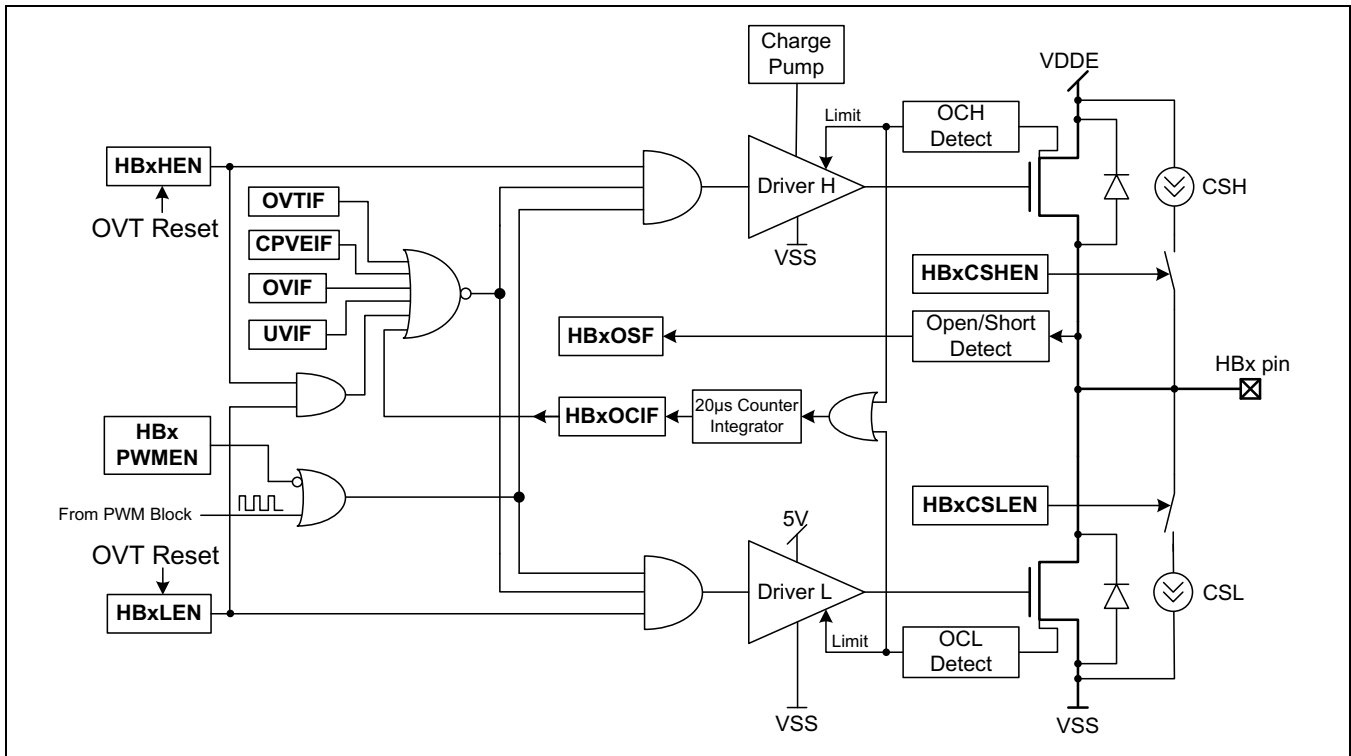 Charge
Pump
VDDE
Limit
OCH
Detect
HBxHEN
OVT Reset
Driver H
CSH
OVTIF
CPVEIF
OVIF
UVIF
VSS
HBxCSHEN
HBxOSF
Open/Short
Detect
HBx pin
HBxOCIF
20µs Counter
Integrator
HBx
PWMEN
From PWM Block
HBxCSLEN
5V
OVT Reset
HBxLEN
Driver L
CSL
Limit
OCL
Detect
VSS
VSS